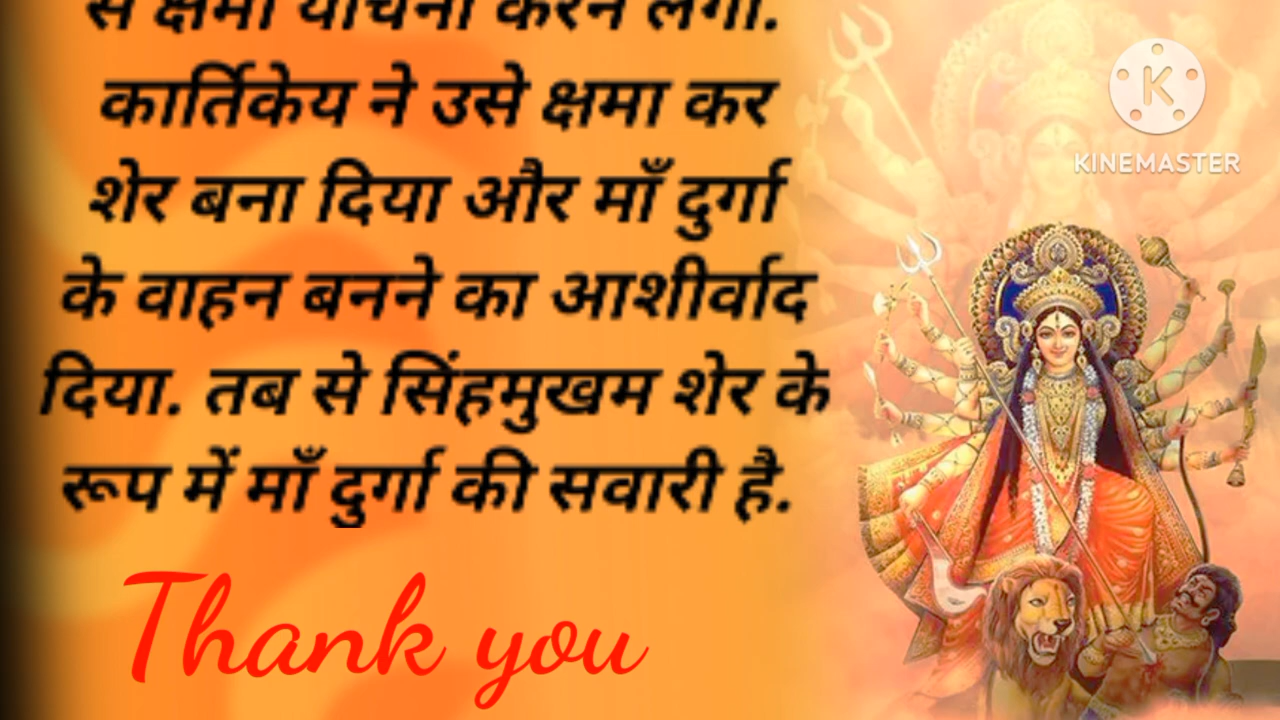 से क्षमा याचना करने लगा.
कार्तिकेय ने उसे क्षमा कर
शेर बना दिया और माँ दुर्गा
के वाहन बनने का आशीर्वाद
दिया. तब से सिंहमुखम शेर के
रूप में माँ दुर्गा की सवारी है.
Thank you
K
KINEMASTER